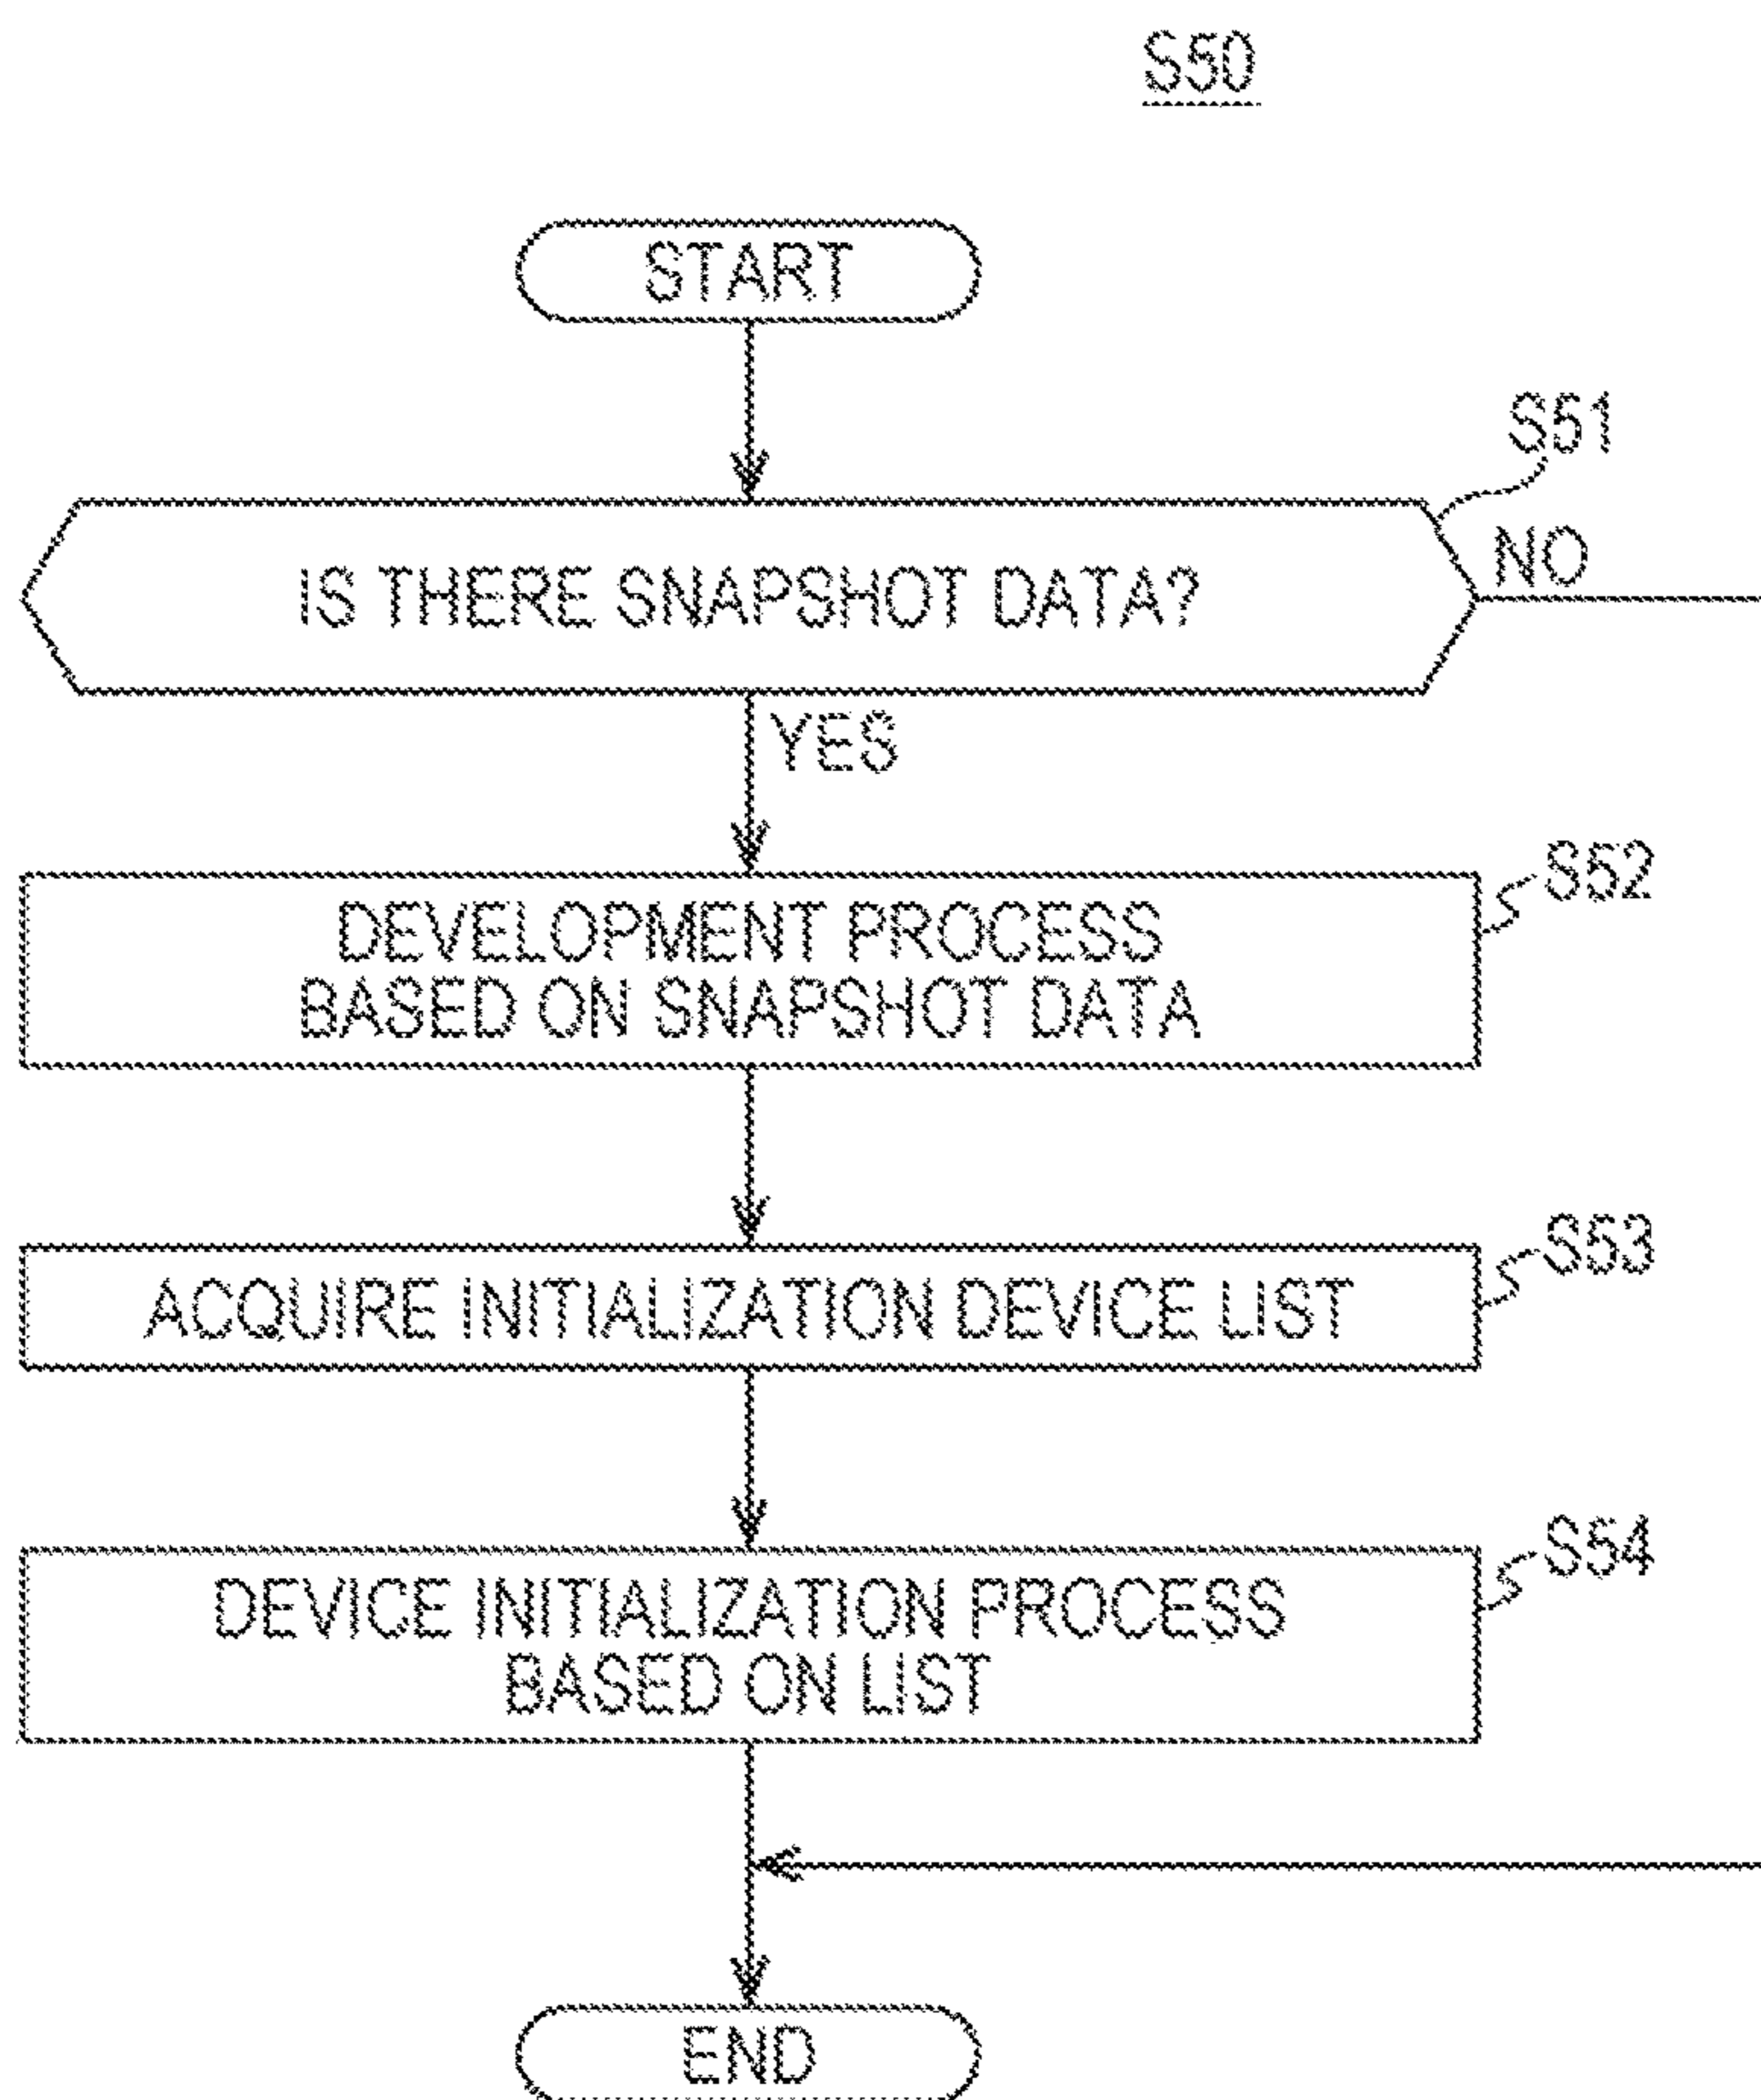 S50
START
S51
IS THERE SNAPSHOT DATA?
NO
YES
S52
DEVELOPMENT PROCESS
BASED ON SNAPSHOT DATA
S53
ACQUIRE INITIALIZATION DEVICE LIST
S54
DEVICE INITIALIZATION PROCESS
BASED ON LIST
END